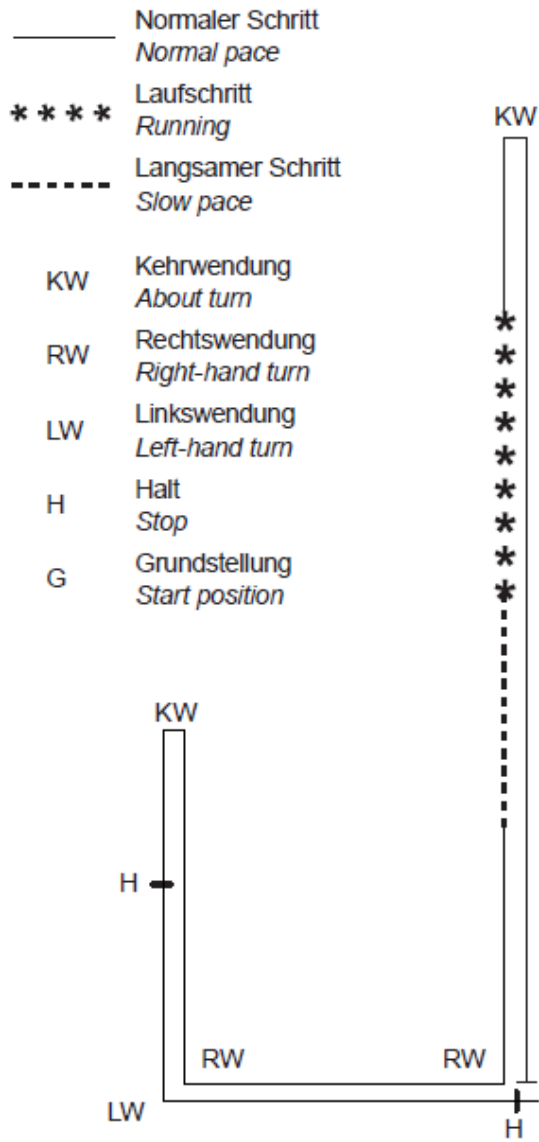 Normaler Schritt
Normal pace
Laufschritt
* * * * Running
Langsamer Schritt
Slow pace
KW Kehrwendung
About turn
RW Rechtswendung
Right-hand turn
LW Linkswendung
Left-hand turn
H Halt
Stop
G Grundstellung
Start position
KW
KW
H
RW RW
LW
H